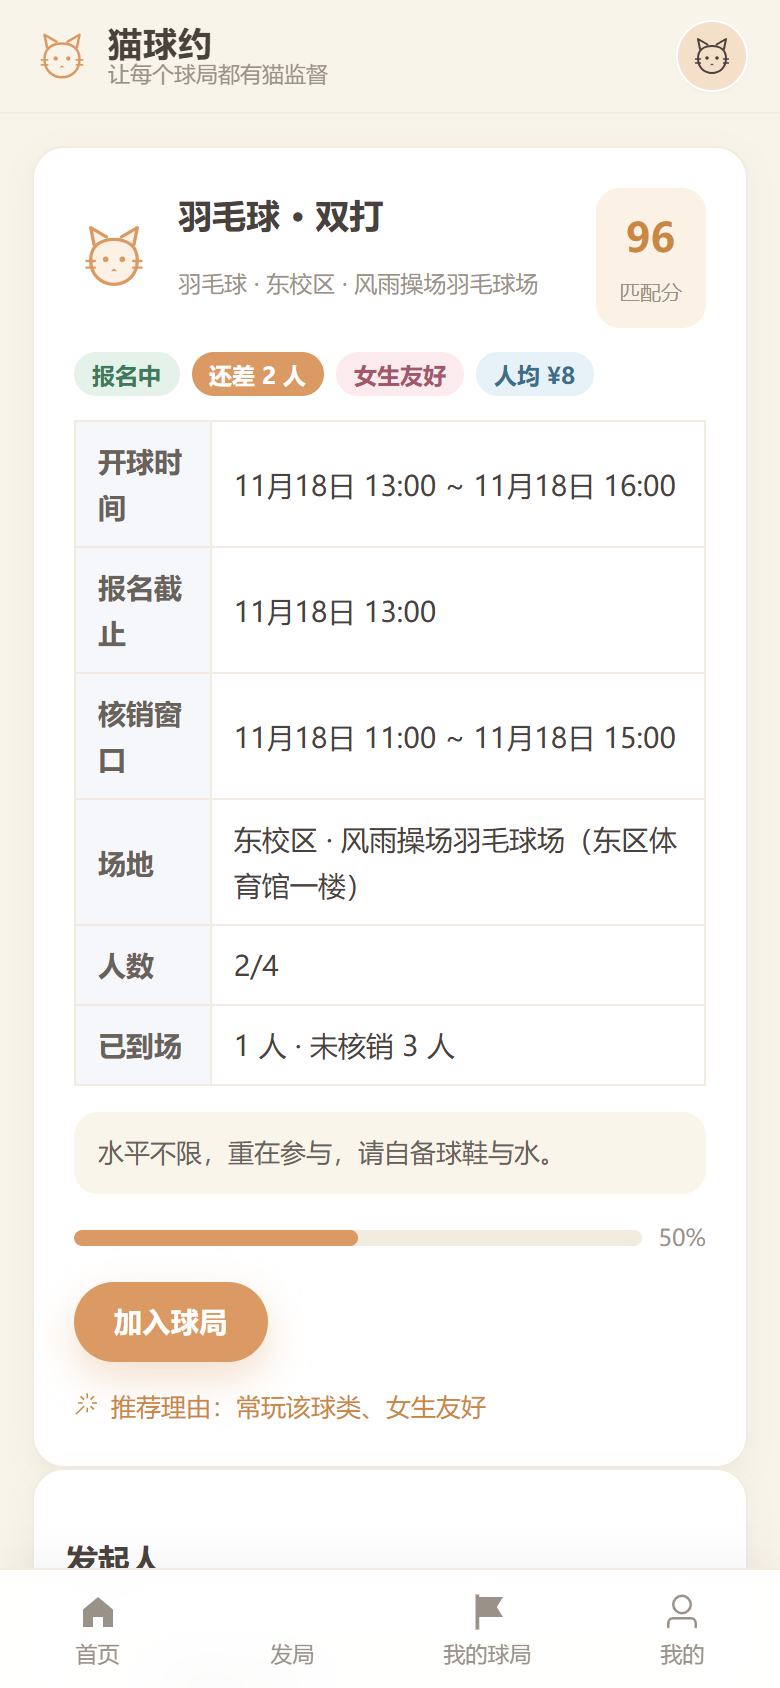 猫球约
让每个球局都有猫监督
羽毛球 · 双打
羽毛球 · 东校区 · 风雨操场羽毛球场
96
匹配分
报名中
还差 2 人
女生友好
人均 ¥8
开球时
间
11月18日 13:00 ~ 11月18日 16:00
报名截
止
11月18日 13:00
核销窗
口
11月18日 11:00 ~ 11月18日 15:00
场地
东校区 · 风雨操场羽毛球场（东区体
育馆一楼）
人数
2/4
已到场
1 人 · 未核销 3 人
水平不限，重在参与，请自备球鞋与水。
50%
加入球局
推荐理由：常玩该球类、女生友好
发起人
首页
发局
我的球局
我的